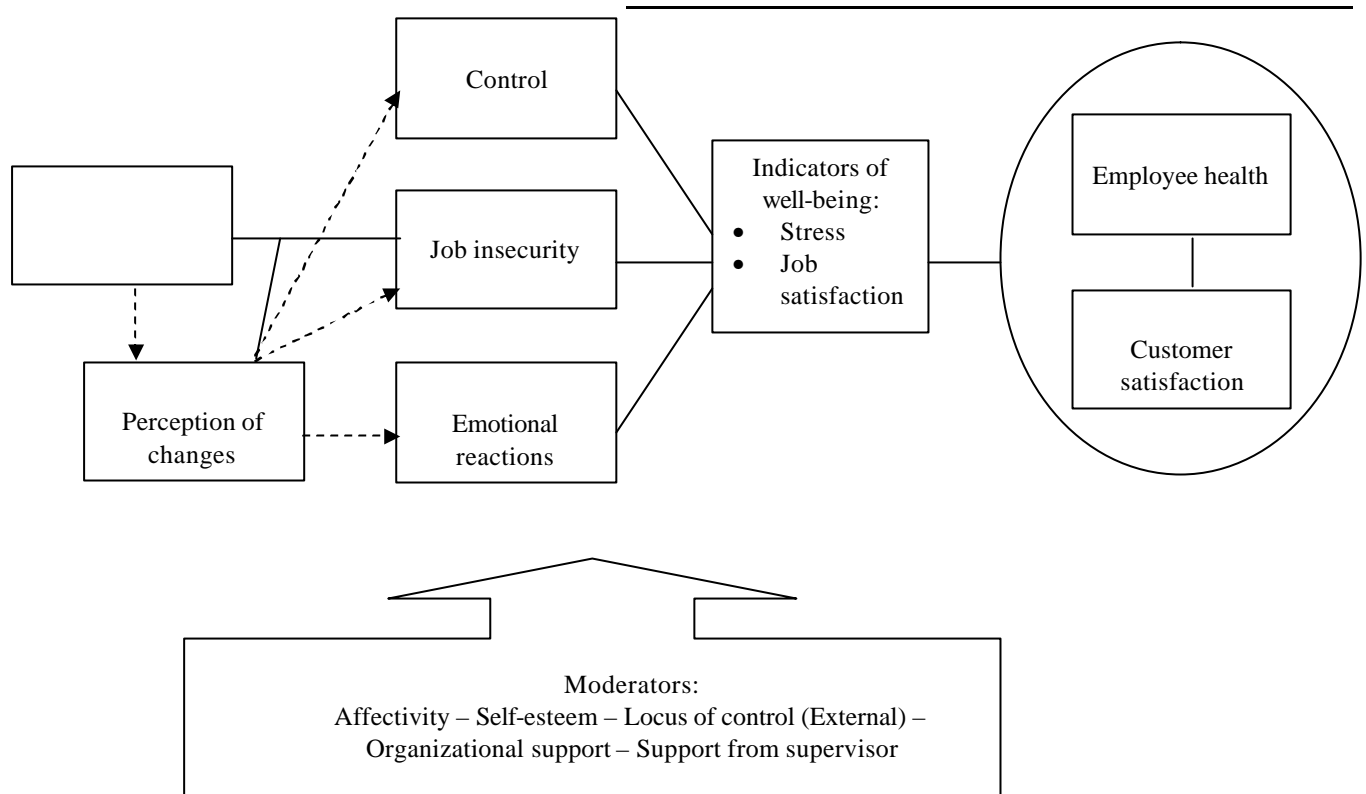 Control
Job insecurity
Perception of
changes
Emotional
reactions
Indicators of
well-being:
• Stress
• Job
satisfaction
Employee health
Customer
satisfaction
Moderators:
Affectivity – Self-esteem – Locus of control (External) –
Organizational support – Support from supervisor